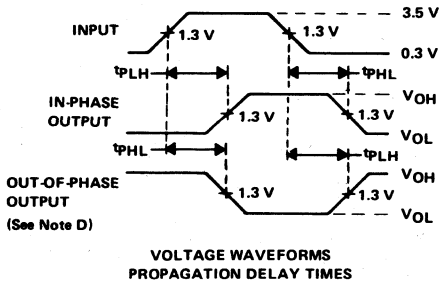 3.5 V
INPUT
1.3 V
1.3 V
0.3 V
tPLH
tPHL
VOH
IN-PHASE
OUTPUT
1.3 V
1.3 V
VOL
tPHL
tPLH
VOH
OUT-OF-PHASE
OUTPUT
1.3 V
1.3 V
(See Note D)
VOL
VOLTAGE WAVEFORMS
PROPAGATION DELAY TIMES